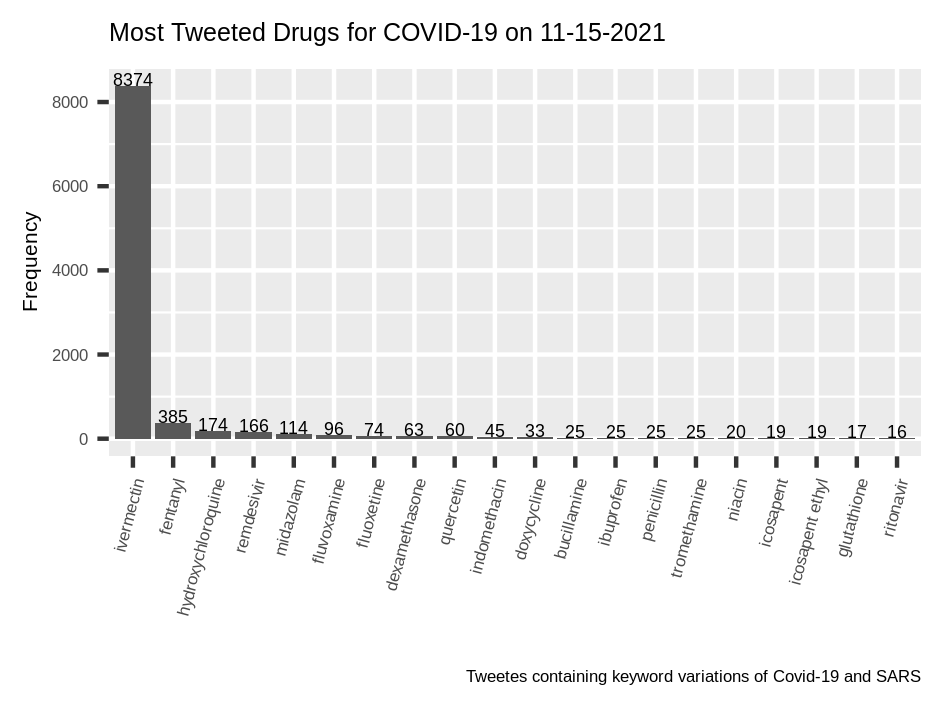 Most Tweeted Drugs for COVID-19 on 11-15-2021
Frequency
8000
6000
4000
2000
0
8374
385
174
166
114
96
74
63
60
45
33
25
25
25
25
20
19
19
17
16
ivermectin
fentanyl
hydroxychloroquine
remdesivir
midazolam
fluvoxamine
fluoxetine
dexamethasone
quercetin
indomethacin
doxycycline
bucillamine
ibuprofen
penicillin
tromethamine
niacin
icosapent
icosapent ethyl
glutathione
ritonavir
Tweetes containing keyword variations of Covid-19 and SARS